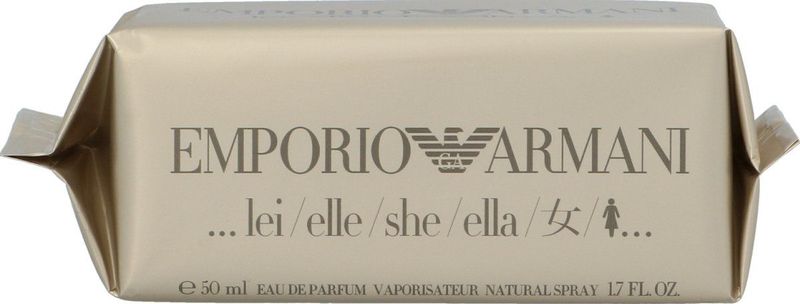 EMPORIO GA ARMANI
...lei/elle/she/ella/女/...
℮ 50 ml EAU DE PARFUM VAPORISATEUR NATURAL SPRAY 1.7 FL. OZ.